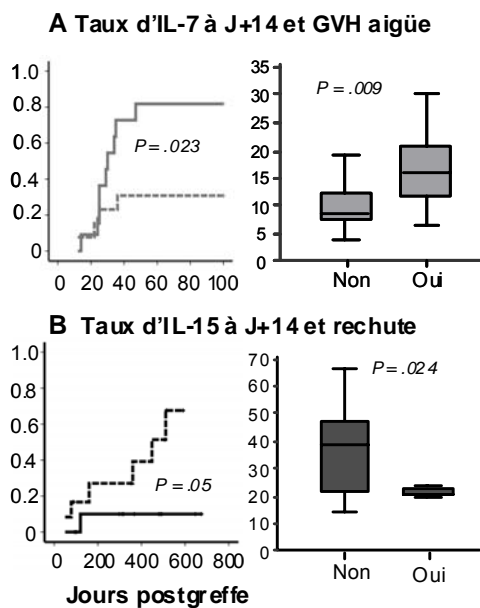 A Taux d'IL-7 à J+14 et GVH aigüe
1.0
0.8
0.6
0.4
0.2
0
P = .023
0 20 40 60 80 100
35
30
25
20
15
10
5
0
P = .009
Non Oui
B Taux d'IL-15 à J+14 et rechute
1.0
0.8
0.6
0.4
0.2
0
P = .05
0 200 400 600 800
Jours postgreffe
70
60
50
40
30
20
10
0
P = .024
Non Oui